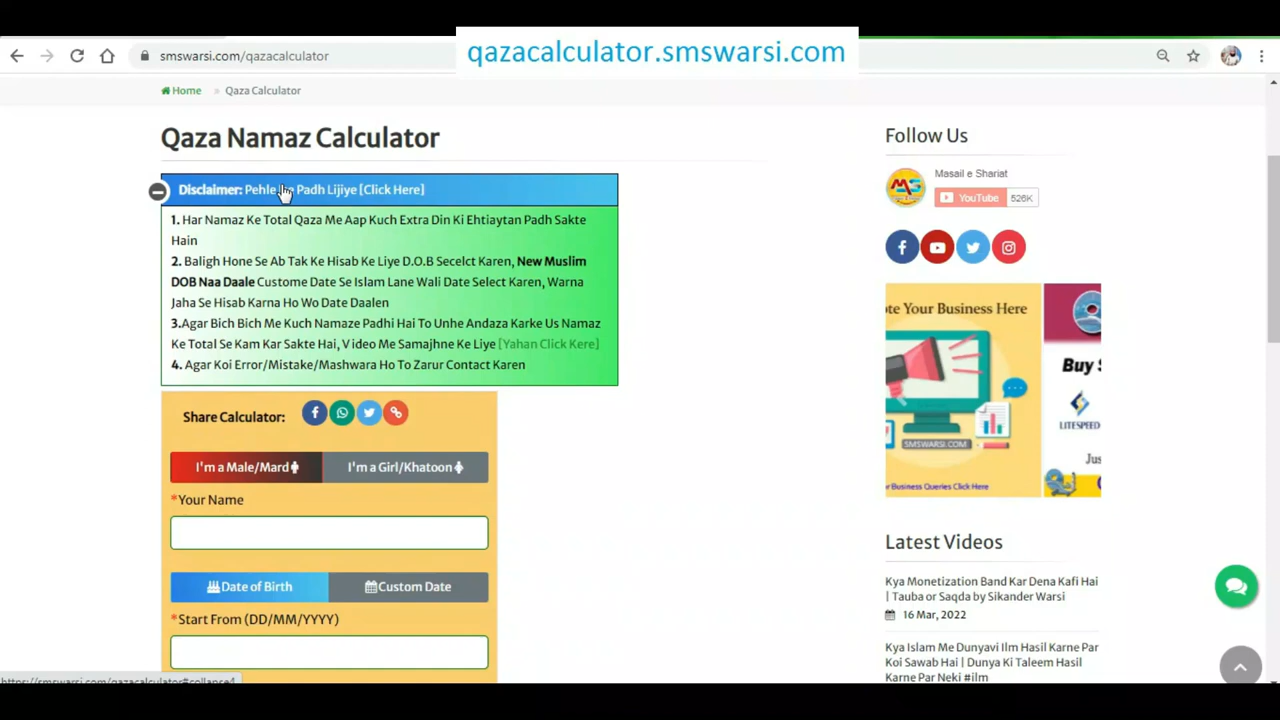 qazacalculator.smswarsi.com
smswarsi.com/qazacalculator
Home » Qaza Calculator
Qaza Namaz Calculator
Disclaimer: Pehle Padh Lijiye [Click Here]
1. Har Namaz Ke Total Qaza Me Aap Kuch Extra Din Ki Ehtiaytan Padh Sakte
Hain
2. Baligh Hone Se Ab Tak Ke Hisab Ke Liye D.O.B Secelct Karen, New Muslim
DOB Naa Daale Custome Date Se Islam Lane Wali Date Select Karen, Warna
Jaha Se Hisab Karna Ho Wo Date Daalen
3.Agar Bich Bich Me Kuch Namaze Padhi Hai To Unhe Andaza Karke Us Namaz
Ke Total Se Kam Kar Sakte Hai, Video Me Samajhne Ke Liye [Yahan Click Kere]
4. Agar Koi Error/Mistake/Mashwara Ho To Zarur Contact Karen
Share Calculator:
I'm a Male/Mard I'm a Girl/Khatoon
*Your Name
Date of Birth Custom Date
*Start From (DD/MM/YYYY)
https://smswarsi.com/qazacalculator#collapse1
Follow Us
Masail e Shariat
YouTube 526K
ote Your Business Here
SMSWARSI.COM
r Business Queries Click Here
Buy
LITESPEED
Jus
Latest Videos
Kya Monetization Band Kar Dena Kafi Hai
| Tauba or Saqda by Sikander Warsi
16 Mar, 2022
Kya Islam Me Dunyavi Ilm Hasil Karne Par
Koi Sawab Hai | Dunya Ki Taleem Hasil
Karne Par Neki #ilm